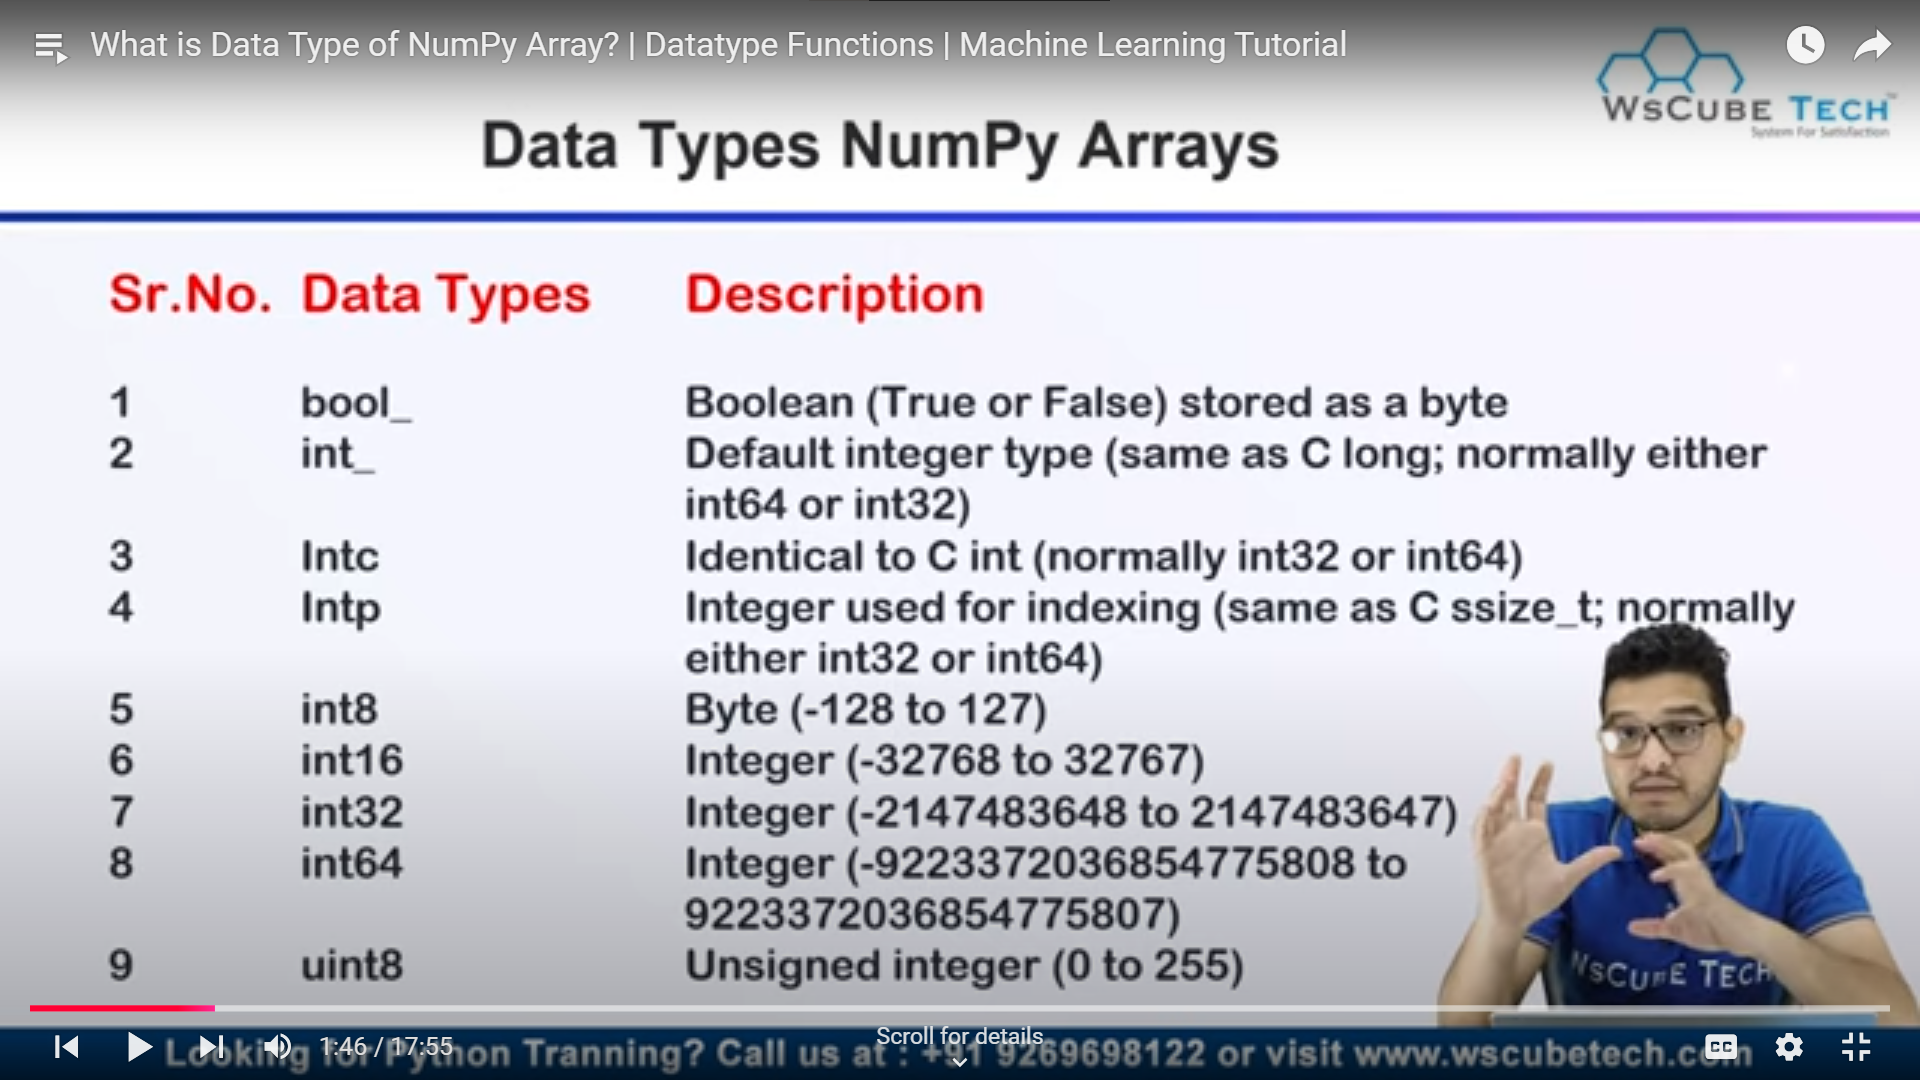 What is Data Type of NumPy Array? | Datatype Functions | Machine Learning Tutorial
WsCube Tech
System For Satisfaction
Data Types NumPy Arrays
Sr.No. Data Types Description
1 bool_ Boolean (True or False) stored as a byte
2 int_ Default integer type (same as C long; normally either
int64 or int32)
3 Intc Identical to C int (normally int32 or int64)
4 Intp Integer used for indexing (same as C ssize_t; normally
either int32 or int64)
5 int8 Byte (-128 to 127)
6 int16 Integer (-32768 to 32767)
7 int32 Integer (-2147483648 to 2147483647)
8 int64 Integer (-9223372036854775808 to
9223372036854775807)
9 uint8 Unsigned integer (0 to 255)
WsCube Tech
Scroll for details
1:46 / 17:55
CC
Looking for Python Tranning? Call us at : +91 9269698122 or visit www.wscubetech.com